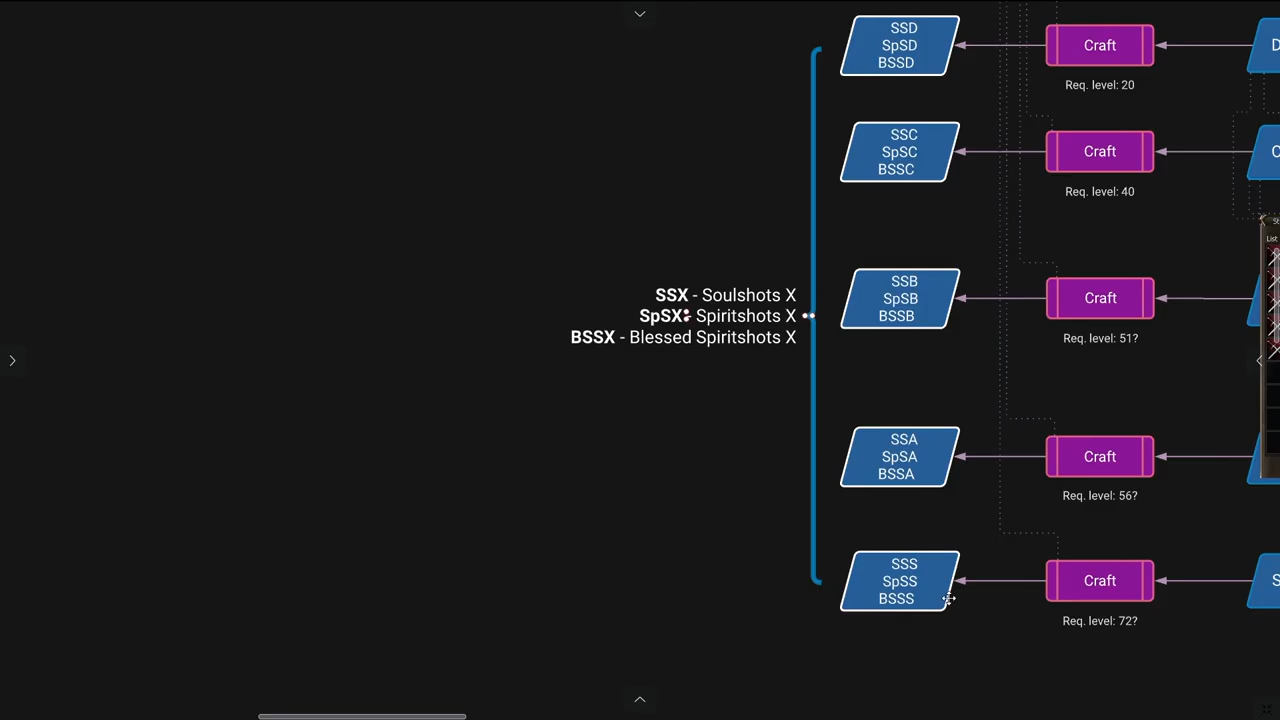 SSD
SpSD
BSSD
Craft
D
Req. level: 20
SSC
SpSC
BSSC
Craft
C
Req. level: 40
St
List
SSB
SpSB
BSSB
Craft
Req. level: 51?
SSX - Soulshots X
SpSX - Spiritshots X
BSSX - Blessed Spiritshots X
SSA
SpSA
BSSA
Craft
Req. level: 56?
SSS
SpSS
BSSS
Craft
S
Req. level: 72?